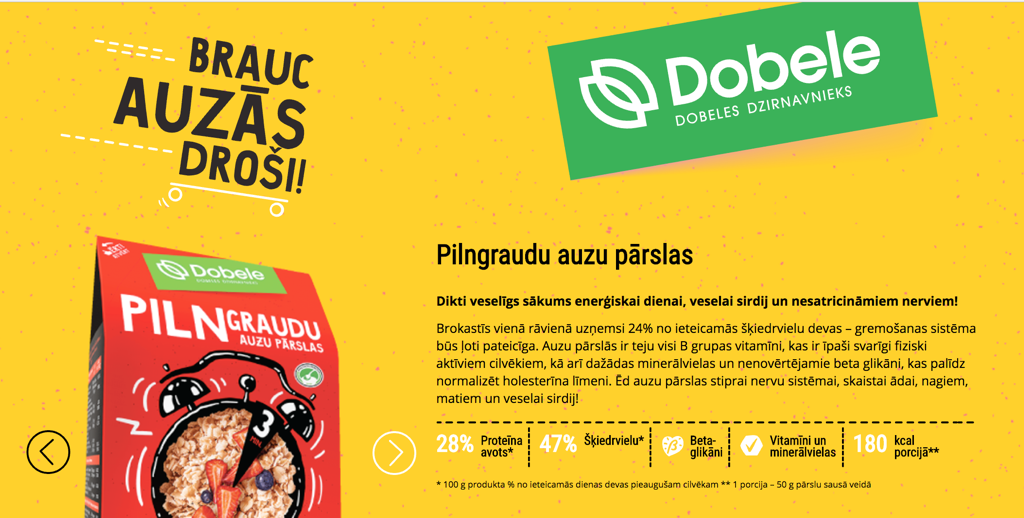 BRAUC
AUZĀS
DROŠI!
Dobele
DOBELES DZIRNAVNIEKS
Dobele
DOBELES DZIRNAVNIEKS
PILNGRAUDU
AUZU PĀRSLAS
3
Pilngraudu auzu pārslas
Dikti veselīgs sākums enerģiskai dienai, veselai sirdij un nesatricināmiem nerviem!
Brokastīs vienā rāvienā uzņemsi 24% no ieteicamās šķiedrvielu devas – gremošanas sistēma
būs ļoti pateicīga. Auzu pārslās ir teju visi B grupas vitamīni, kas ir īpaši svarīgi fiziski
aktīviem cilvēkiem, kā arī dažādas minerālvielas un nenovērtējamie beta glikāni, kas palīdz
normalizēt holesterīna līmeni. Ēd auzu pārslas stiprai nervu sistēmai, skaistai ādai, nagiem,
matiem un veselai sirdij!
28% Proteīna avots*
47% Šķiedrvielu*
β Beta-glikāni
Vitamīni un minerālvielas
180 kcal porcijā**
* 100 g produkta % no ieteicamās dienas devas pieaugušam cilvēkam ** 1 porcija – 50 g pārslu sausā veidā